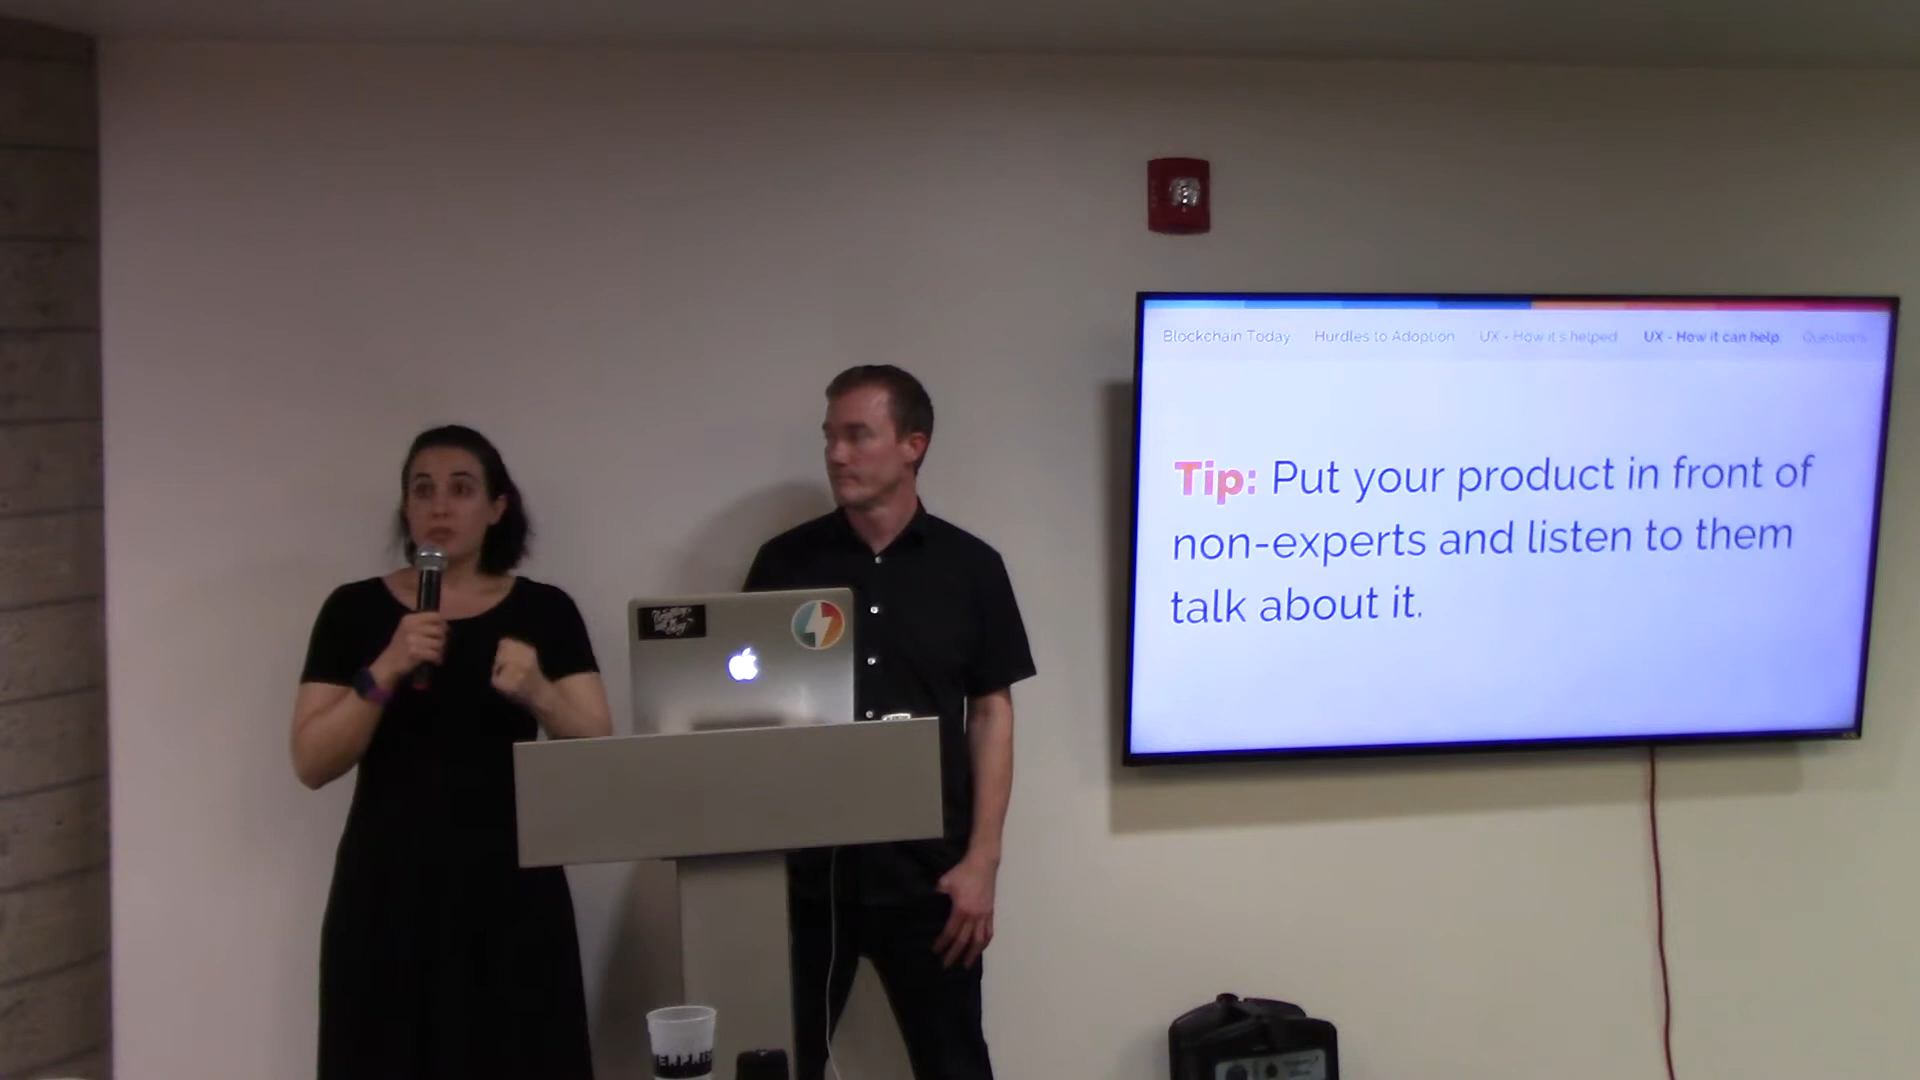 Blockchain Today Hurdles to Adoption UX - How it's helped UX - How it can help Questions
Tip: Put your product in front of
non-experts and listen to them
talk about it.